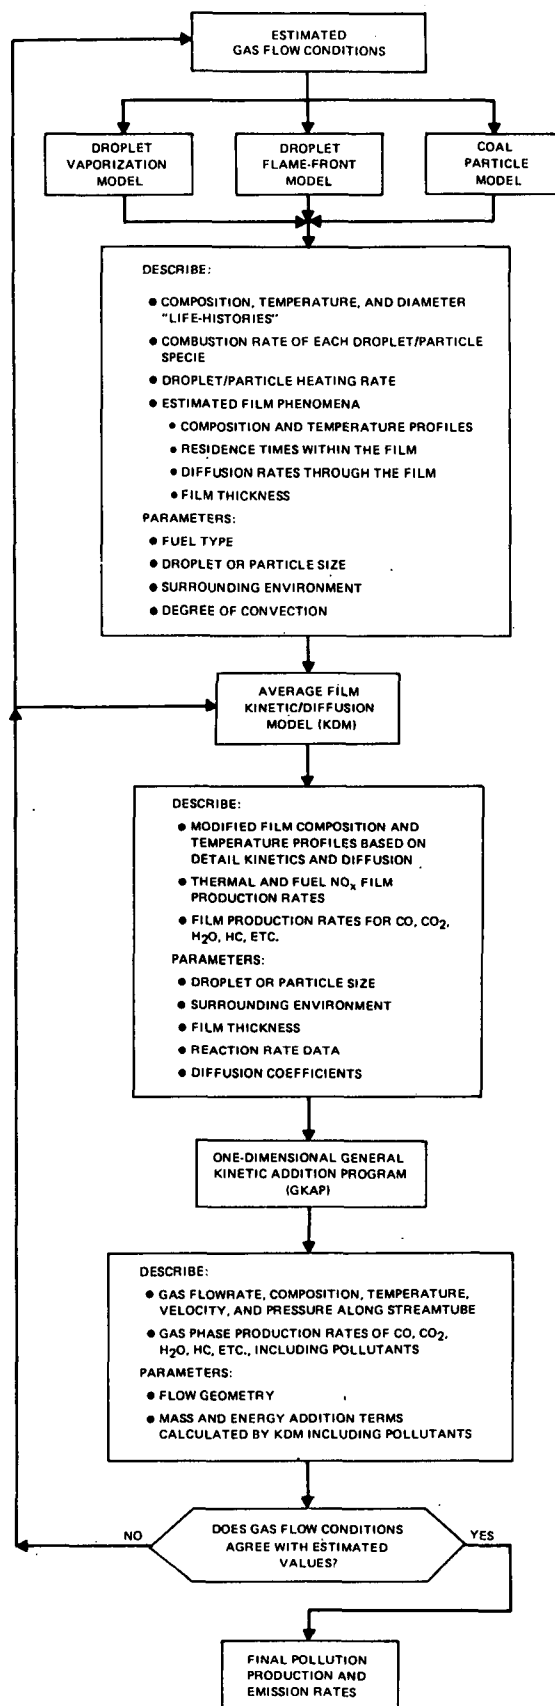 ESTIMATED
GAS FLOW CONDITIONS
DROPLET
VAPORIZATION
MODEL
DROPLET
FLAME-FRONT
MODEL
COAL
PARTICLE
MODEL
DESCRIBE:
● COMPOSITION, TEMPERATURE, AND DIAMETER
"LIFE-HISTORIES"
● COMBUSTION RATE OF EACH DROPLET/PARTICLE
SPECIE
● DROPLET/PARTICLE HEATING RATE
● ESTIMATED FILM PHENOMENA
● COMPOSITION AND TEMPERATURE PROFILES
● RESIDENCE TIMES WITHIN THE FILM
● DIFFUSION RATES THROUGH THE FILM
● FILM THICKNESS
PARAMETERS:
● FUEL TYPE
● DROPLET OR PARTICLE SIZE
● SURROUNDING ENVIRONMENT
● DEGREE OF CONVECTION
AVERAGE FILM
KINETIC/DIFFUSION
MODEL (KDM)
DESCRIBE:
● MODIFIED FILM COMPOSITION AND
TEMPERATURE PROFILES BASED ON
DETAIL KINETICS AND DIFFUSION
● THERMAL AND FUEL NOₓ FILM
PRODUCTION RATES
● FILM PRODUCTION RATES FOR CO, CO₂,
H₂O, HC, ETC.
PARAMETERS:
● DROPLET OR PARTICLE SIZE
● SURROUNDING ENVIRONMENT
● FILM THICKNESS
● REACTION RATE DATA
● DIFFUSION COEFFICIENTS
ONE-DIMENSIONAL GENERAL
KINETIC ADDITION PROGRAM
(GKAP)
DESCRIBE:
● GAS FLOWRATE, COMPOSITION, TEMPERATURE,
VELOCITY, AND PRESSURE ALONG STREAMTUBE
● GAS PHASE PRODUCTION RATES OF CO, CO₂,
H₂O, HC, ETC., INCLUDING POLLUTANTS
PARAMETERS:
● FLOW GEOMETRY
● MASS AND ENERGY ADDITION TERMS
CALCULATED BY KDM INCLUDING POLLUTANTS
NO
DOES GAS FLOW CONDITIONS
AGREE WITH ESTIMATED
VALUES?
YES
FINAL POLLUTION
PRODUCTION AND
EMISSION RATES